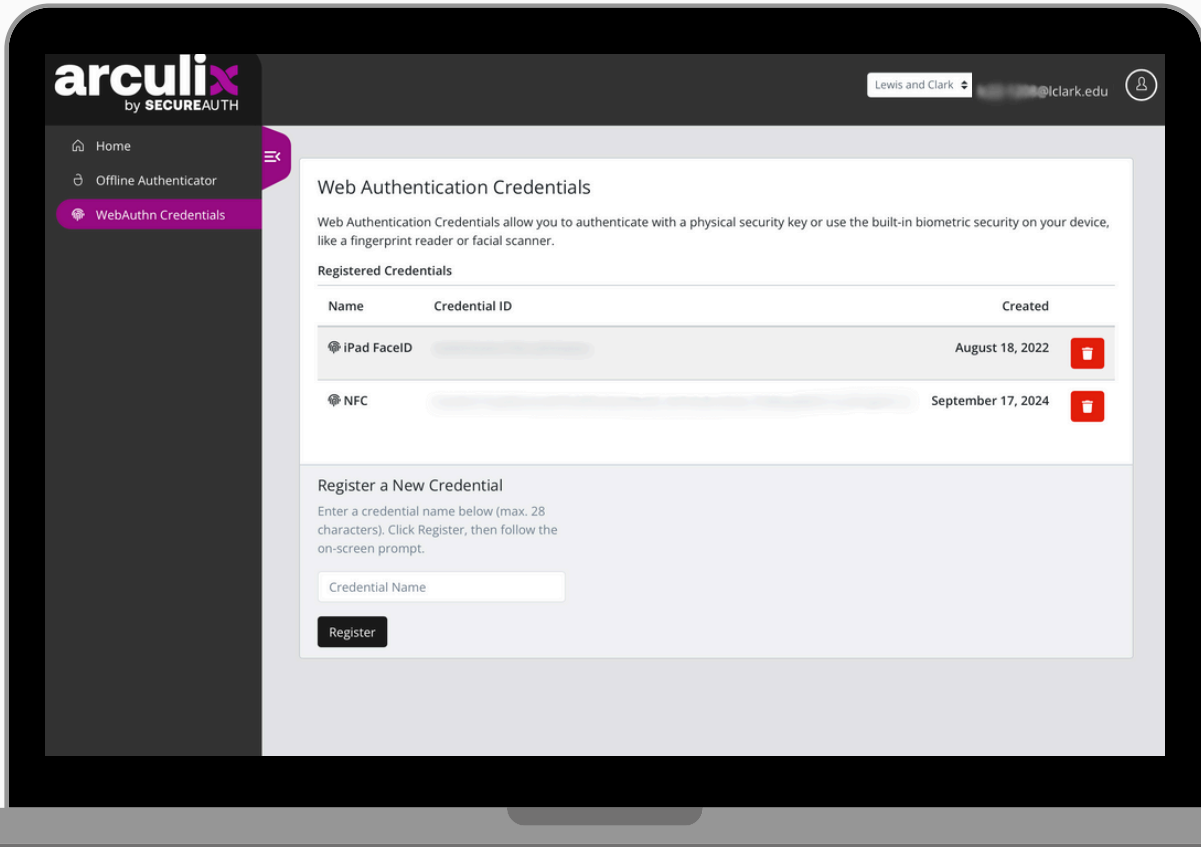 arculix
by SECUREAUTH
Lewis and Clark
@lclark.edu
Home
Offline Authenticator
WebAuthn Credentials
Web Authentication Credentials
Web Authentication Credentials allow you to authenticate with a physical security key or use the built-in biometric security on your device,
like a fingerprint reader or facial scanner.
Registered Credentials
Name Credential ID Created
iPad FaceID August 18, 2022
NFC September 17, 2024
Register a New Credential
Enter a credential name below (max. 28
characters). Click Register, then follow the
on-screen prompt.
Credential Name
Register